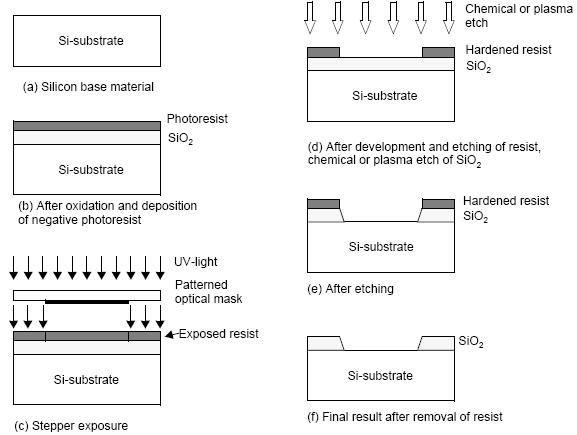 Si-substrate
(a) Silicon base material
Photoresist
SiO2
Si-substrate
(b) After oxidation and deposition
of negative photoresist
UV-light
Patterned
optical mask
Exposed resist
Si-substrate
(c) Stepper exposure
Chemical or plasma
etch
Hardened resist
SiO2
Si-substrate
(d) After development and etching of resist,
chemical or plasma etch of SiO2
Hardened resist
SiO2
Si-substrate
(e) After etching
SiO2
Si-substrate
(f) Final result after removal of resist